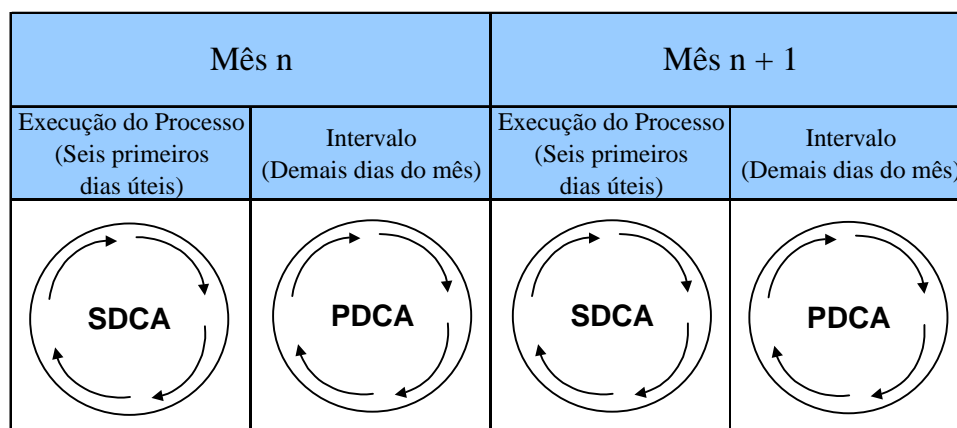 Mês n
Mês n + 1
Execução do Processo
(Seis primeiros
dias úteis)
Intervalo
(Demais dias do mês)
Execução do Processo
(Seis primeiros
dias úteis)
Intervalo
(Demais dias do mês)
SDCA
PDCA
SDCA
PDCA